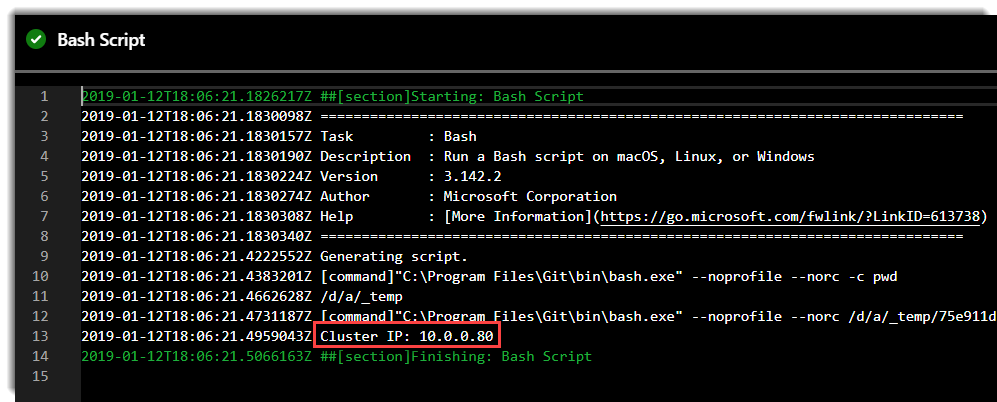 Bash Script
1 2019-01-12T18:06:21.1826217Z ##[section]Starting: Bash Script
2 2019-01-12T18:06:21.1830098Z ==============================================================================
3 2019-01-12T18:06:21.1830157Z Task         : Bash
4 2019-01-12T18:06:21.1830190Z Description  : Run a Bash script on macOS, Linux, or Windows
5 2019-01-12T18:06:21.1830224Z Version      : 3.142.2
6 2019-01-12T18:06:21.1830274Z Author       : Microsoft Corporation
7 2019-01-12T18:06:21.1830308Z Help         : [More Information](https://go.microsoft.com/fwlink/?LinkID=613738)
8 2019-01-12T18:06:21.1830340Z ==============================================================================
9 2019-01-12T18:06:21.4222552Z Generating script.
10 2019-01-12T18:06:21.4383201Z [command]"C:\Program Files\Git\bin\bash.exe" --noprofile --norc -c pwd
11 2019-01-12T18:06:21.4662628Z /d/a/_temp
12 2019-01-12T18:06:21.4731187Z [command]"C:\Program Files\Git\bin\bash.exe" --noprofile --norc /d/a/_temp/75e911d
13 2019-01-12T18:06:21.4959043Z Cluster IP: 10.0.0.80
14 2019-01-12T18:06:21.5066163Z ##[section]Finishing: Bash Script
15